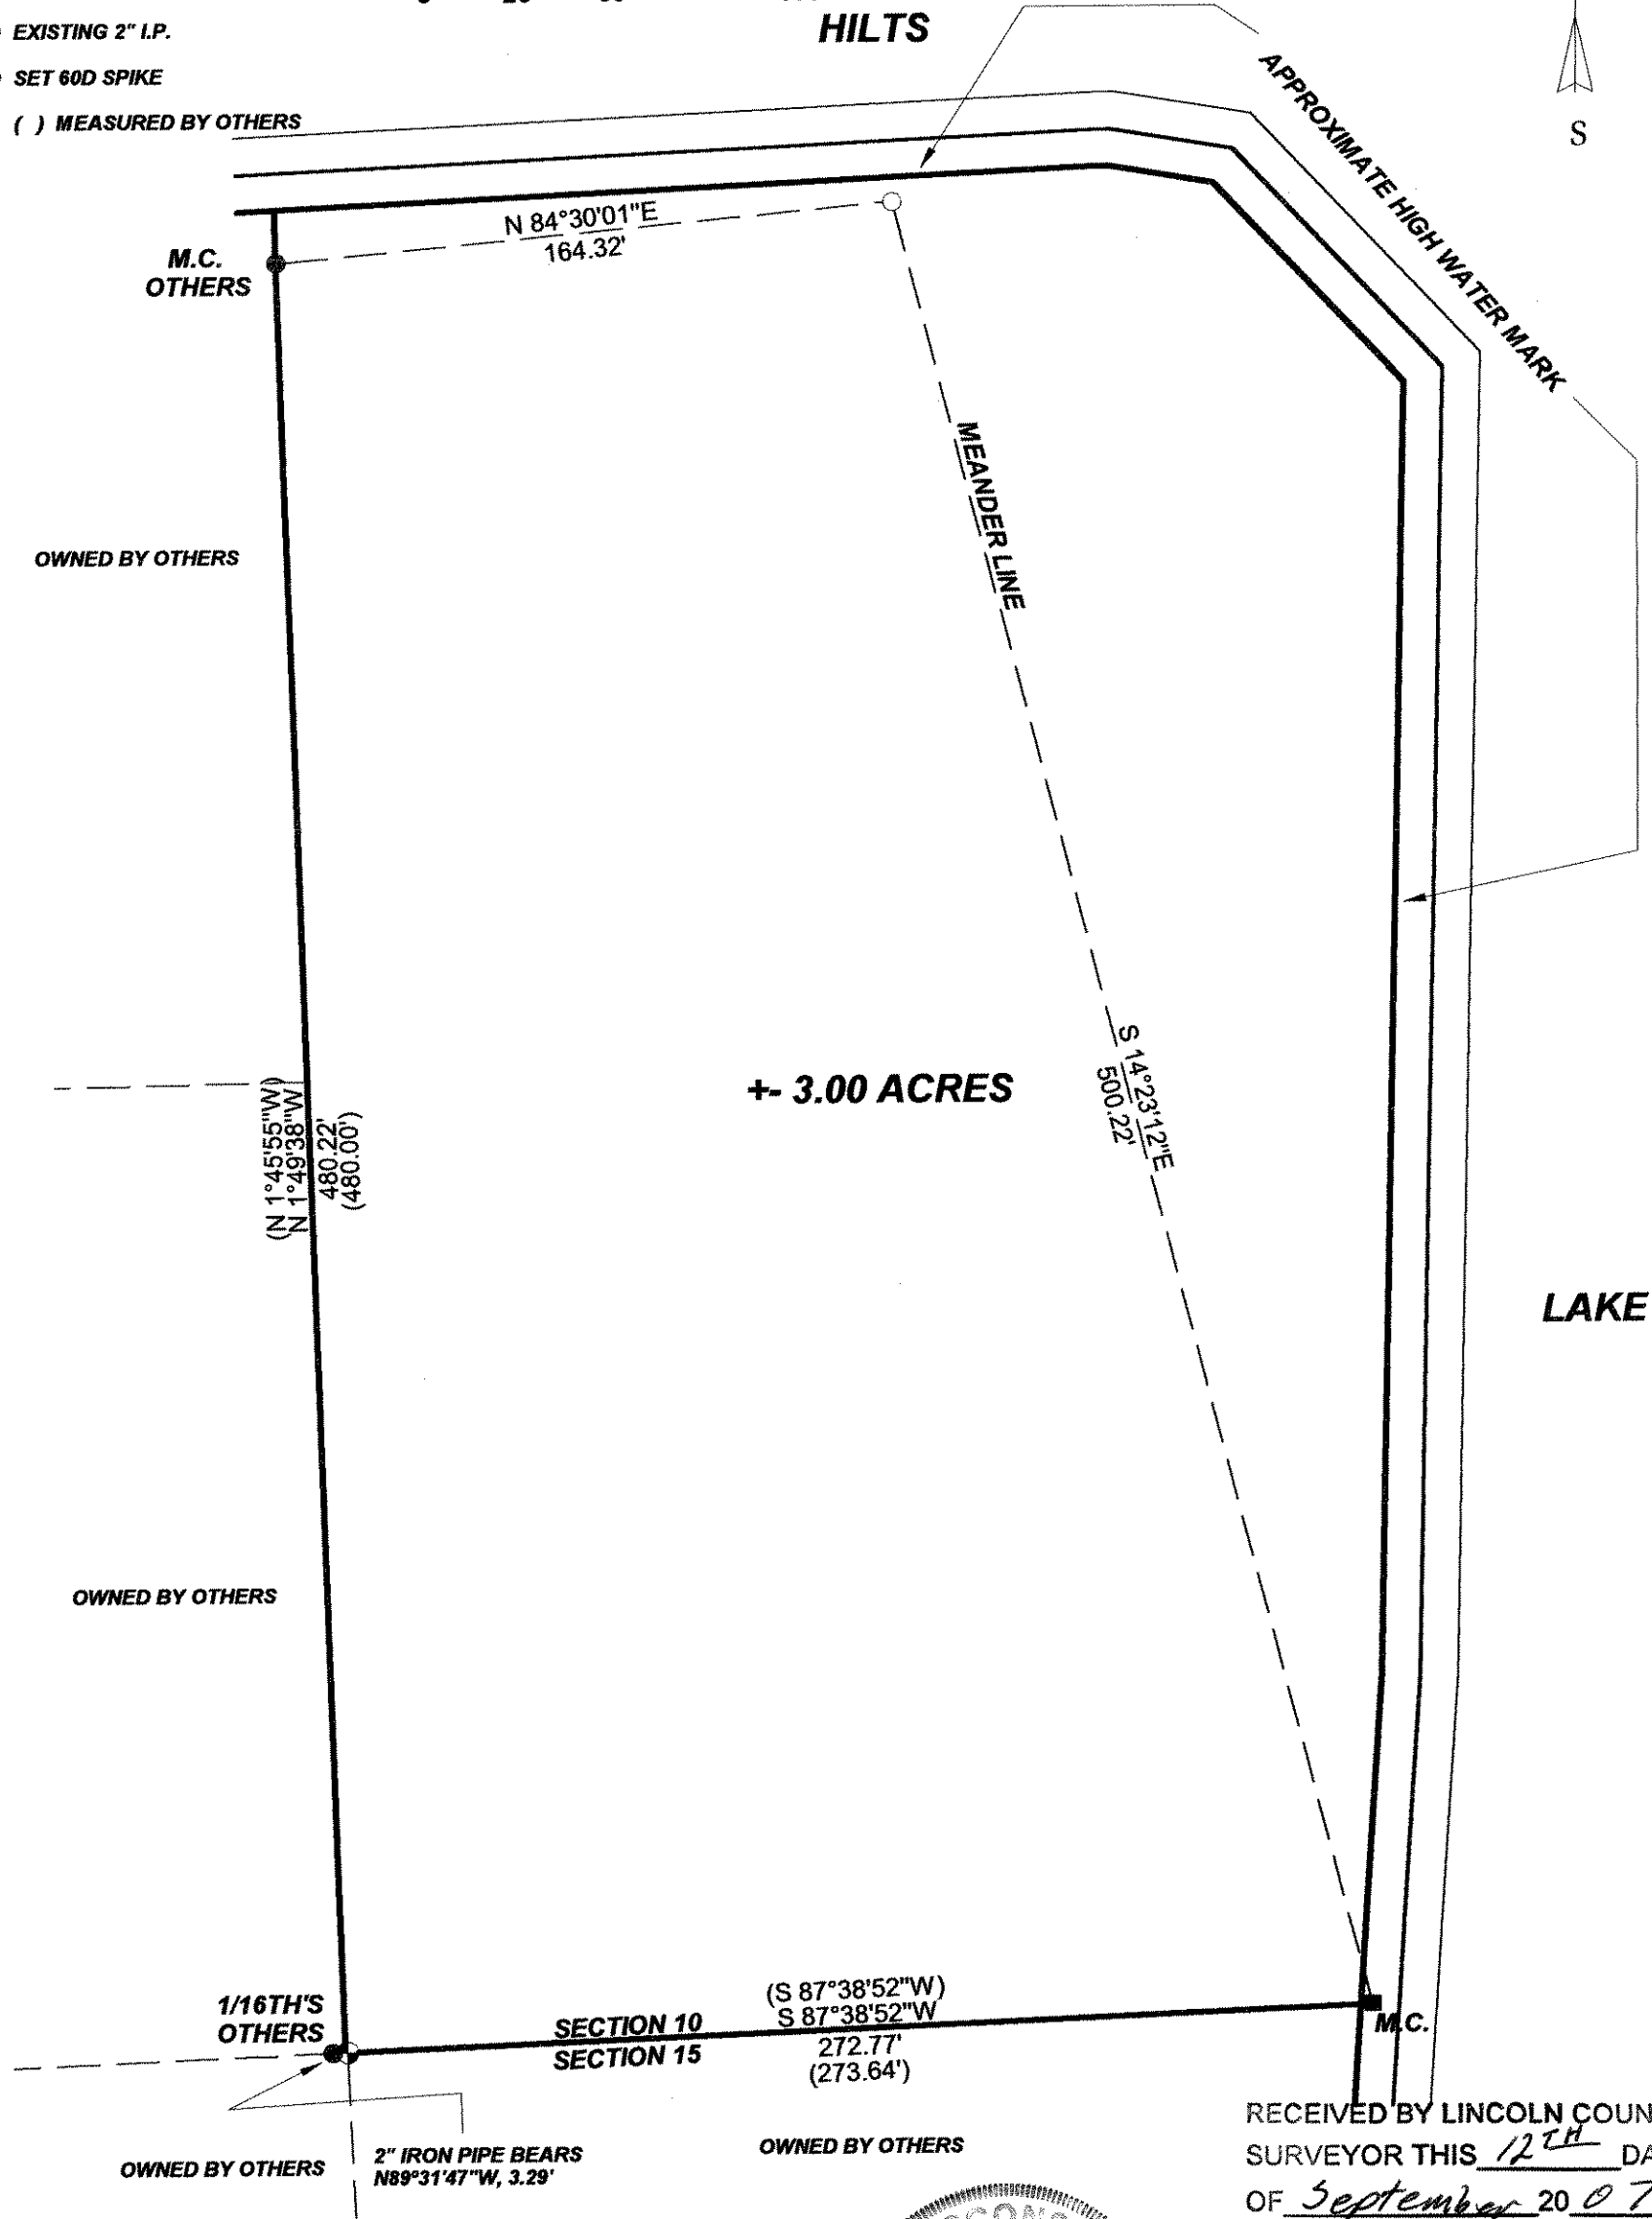 EXISTING 2" I.P.
HILTS
SET 60D SPIKE
( ) MEASURED BY OTHERS
S
APPROXIMATE HIGH WATER MARK
N 84°30'01"E
164.32'
M.C.
OTHERS
MEANDER LINE
OWNED BY OTHERS
S 14°23'12"E
500.22'
+- 3.00 ACRES
(N 1°45'55"W)
N 1°49'38"W
480.22'
(480.00')
LAKE
OWNED BY OTHERS
(S 87°38'52"W)
S 87°38'52"W
1/16TH'S
OTHERS
SECTION 10
SECTION 15
272.77'
(273.64')
M.C.
OWNED BY OTHERS
2" IRON PIPE BEARS
N89°31'47"W, 3.29'
OWNED BY OTHERS
RECEIVED BY LINCOLN COUN
SURVEYOR THIS 12TH DA
OF September 20 07